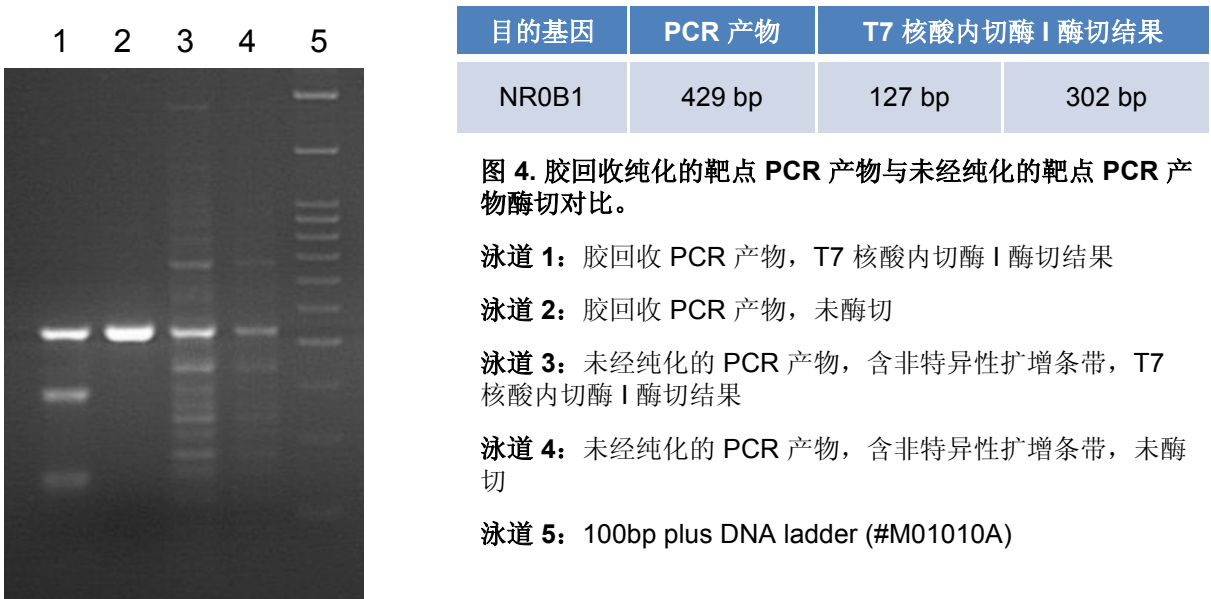 1 2 3 4 5
目的基因 PCR 产物 T7 核酸内切酶 I 酶切结果
NR0B1 429 bp 127 bp 302 bp
图 4. 胶回收纯化的靶点 PCR 产物与未经纯化的靶点 PCR 产
物酶切对比。
泳道 1：胶回收 PCR 产物，T7 核酸内切酶 I 酶切结果
泳道 2：胶回收 PCR 产物，未酶切
泳道 3：未经纯化的 PCR 产物，含非特异性扩增条带，T7
核酸内切酶 I 酶切结果
泳道 4：未经纯化的 PCR 产物，含非特异性扩增条带，未酶
切
泳道 5：100bp plus DNA ladder (#M01010A)